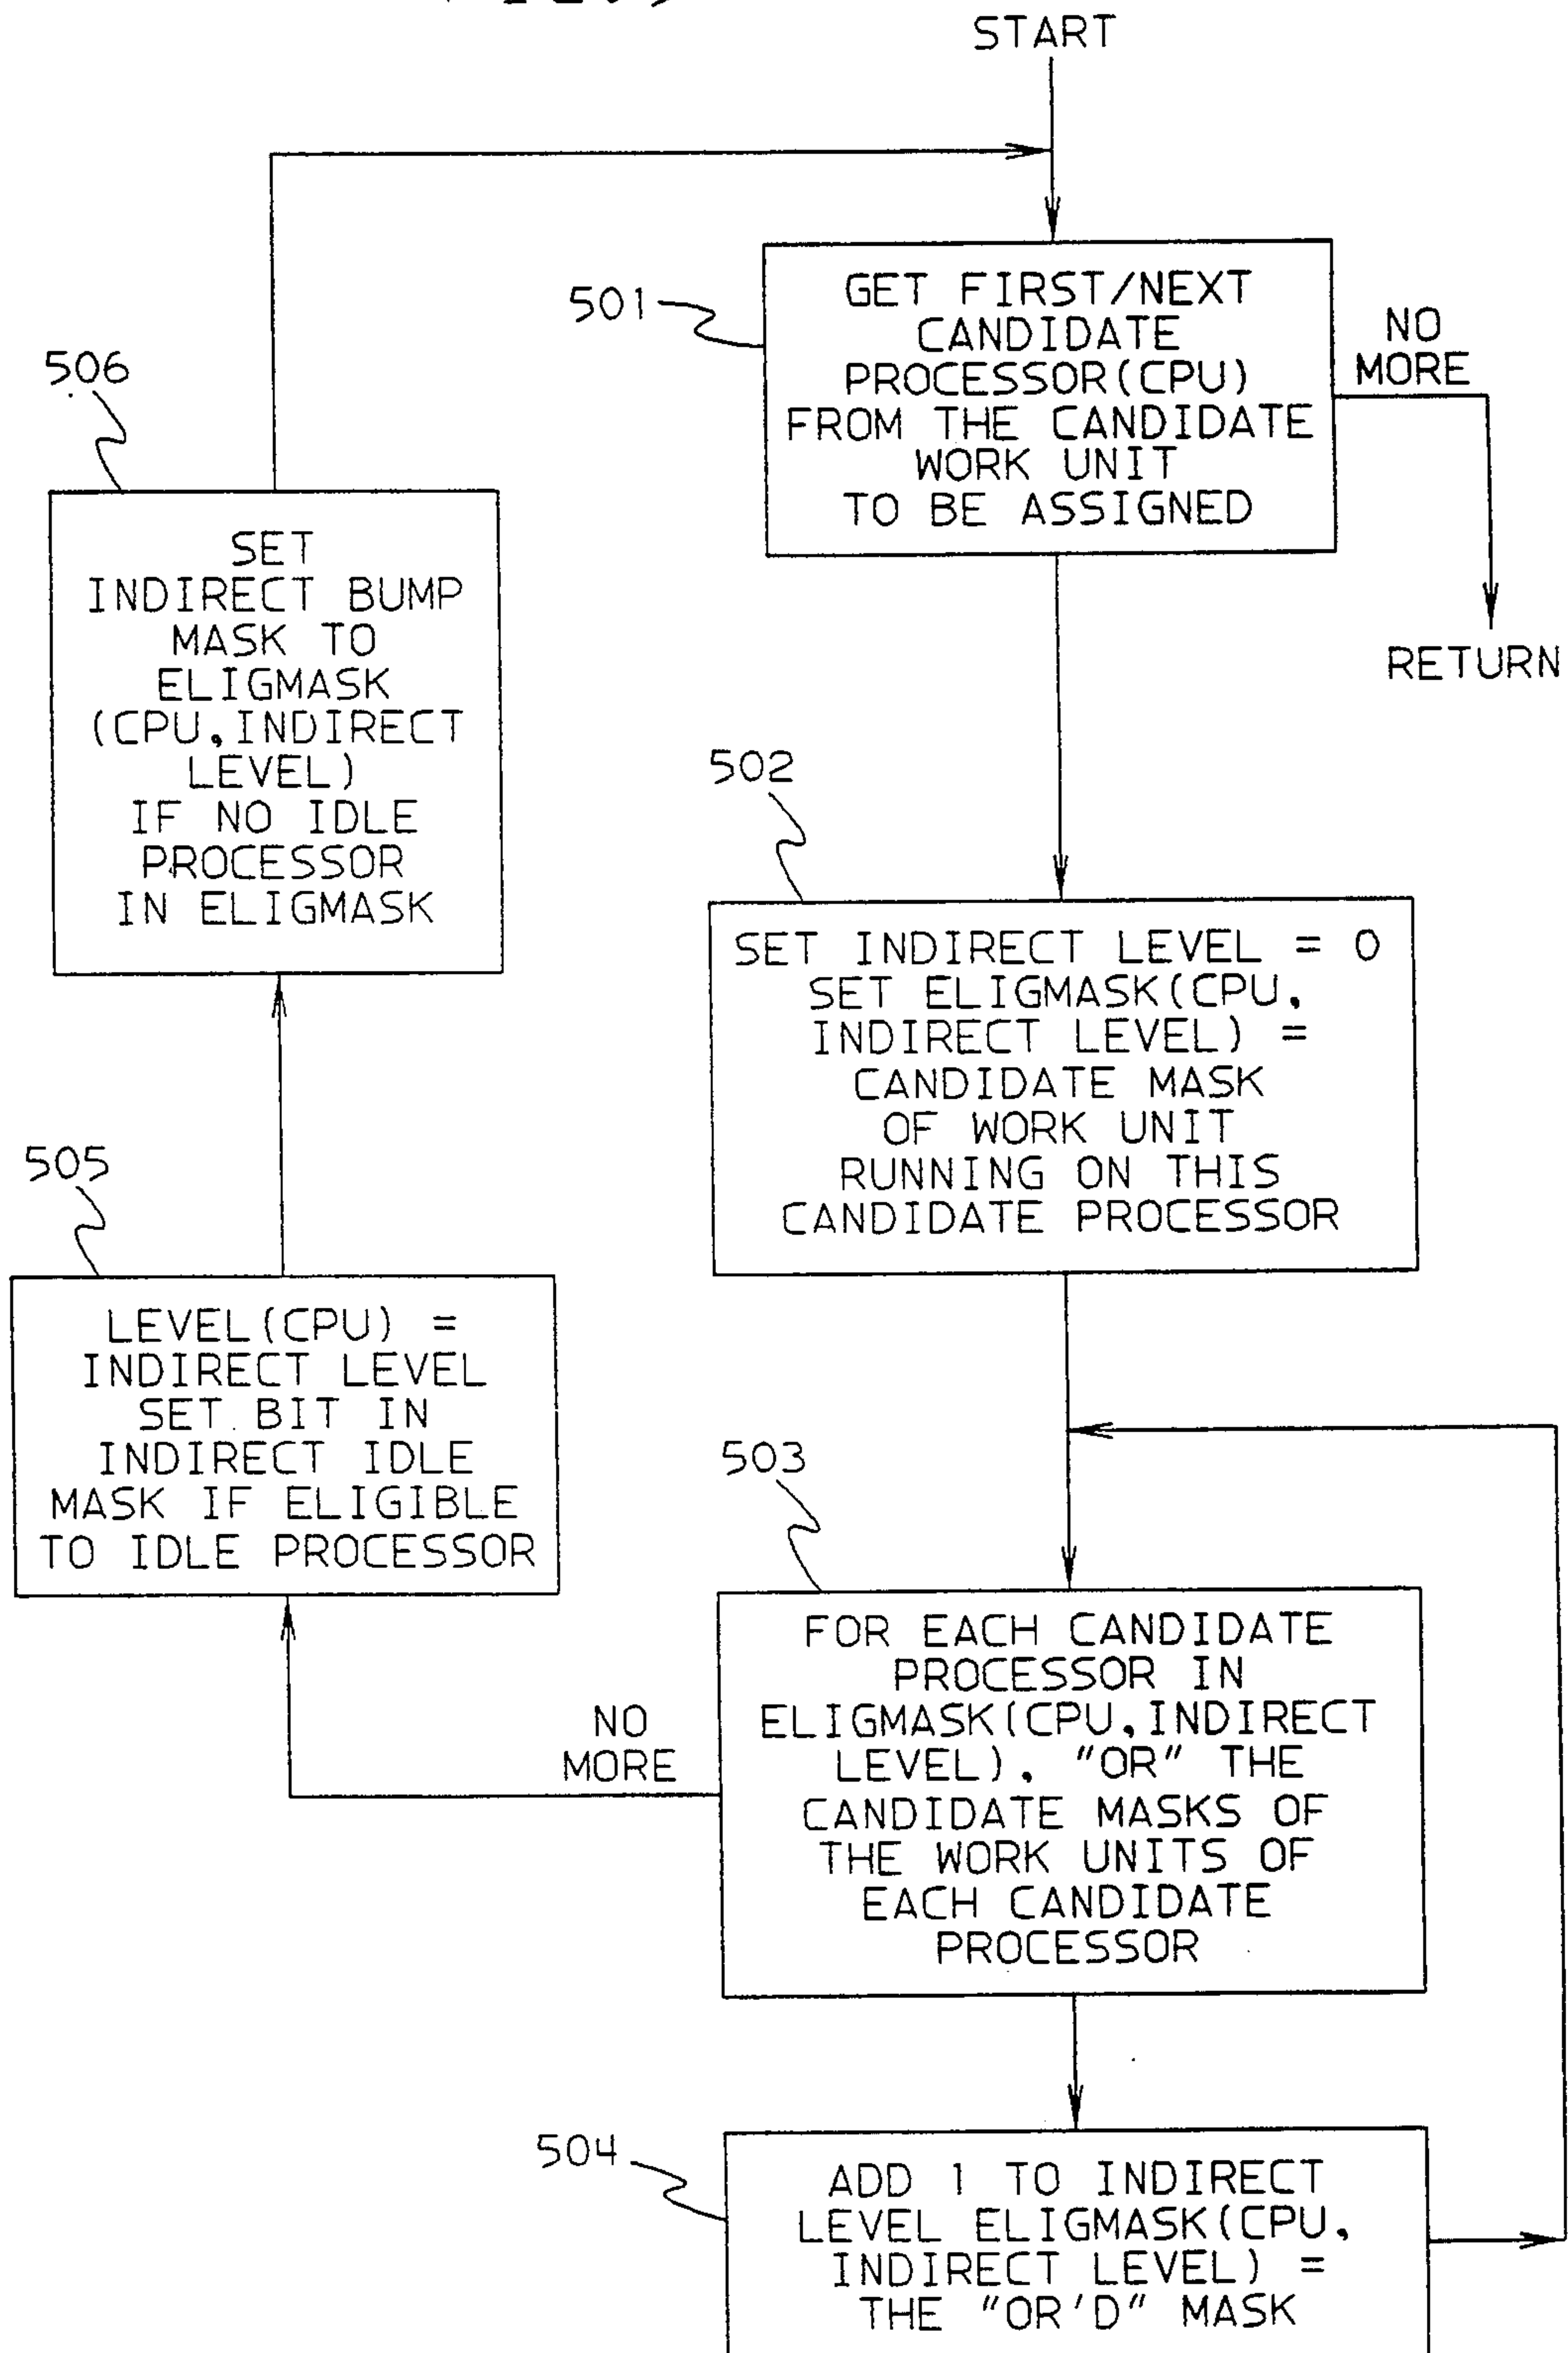 START
501
GET FIRST/NEXT
CANDIDATE
PROCESSOR(CPU)
FROM THE CANDIDATE
WORK UNIT
TO BE ASSIGNED
NO
MORE
RETURN
506
SET
INDIRECT BUMP
MASK TO
ELIGMASK
(CPU,INDIRECT
LEVEL)
IF NO IDLE
PROCESSOR
IN ELIGMASK
502
SET INDIRECT LEVEL = 0
SET ELIGMASK(CPU,
INDIRECT LEVEL) =
CANDIDATE MASK
OF WORK UNIT
RUNNING ON THIS
CANDIDATE PROCESSOR
505
LEVEL(CPU) =
INDIRECT LEVEL
SET BIT IN
INDIRECT IDLE
MASK IF ELIGIBLE
TO IDLE PROCESSOR
503
FOR EACH CANDIDATE
PROCESSOR IN
ELIGMASK(CPU,INDIRECT
LEVEL), "OR" THE
CANDIDATE MASKS OF
THE WORK UNITS OF
EACH CANDIDATE
PROCESSOR
NO
MORE
504
ADD 1 TO INDIRECT
LEVEL ELIGMASK(CPU,
INDIRECT LEVEL) =
THE "OR'D" MASK